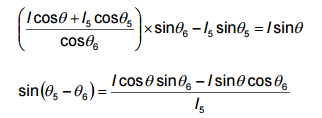 (l cosθ + l₅ cosθ₅ / cosθ₆) × sinθ₆ − l₅ sinθ₅ = l sinθ
sin(θ₅ − θ₆) = l cosθ sinθ₆ − l sinθ cosθ₆ / l₅